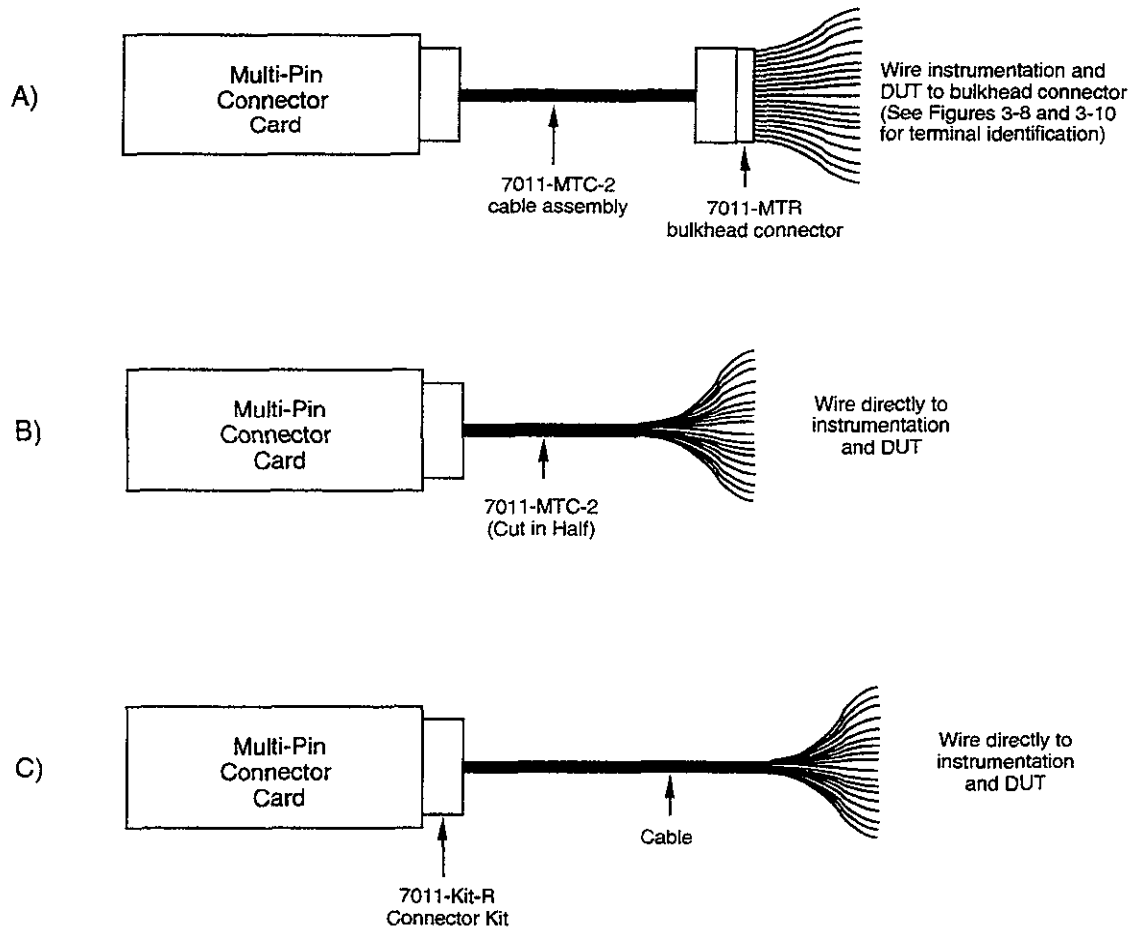 A)
Multi-Pin
Connector
Card
7011-MTC-2
cable assembly
7011-MTR
bulkhead connector
Wire instrumentation and
DUT to bulkhead connector
(See Figures 3-8 and 3-10
for terminal identification)
B)
Multi-Pin
Connector
Card
7011-MTC-2
(Cut in Half)
Wire directly to
instrumentation
and DUT
C)
Multi-Pin
Connector
Card
7011-Kit-R
Connector Kit
Cable
Wire directly to
instrumentation
and DUT